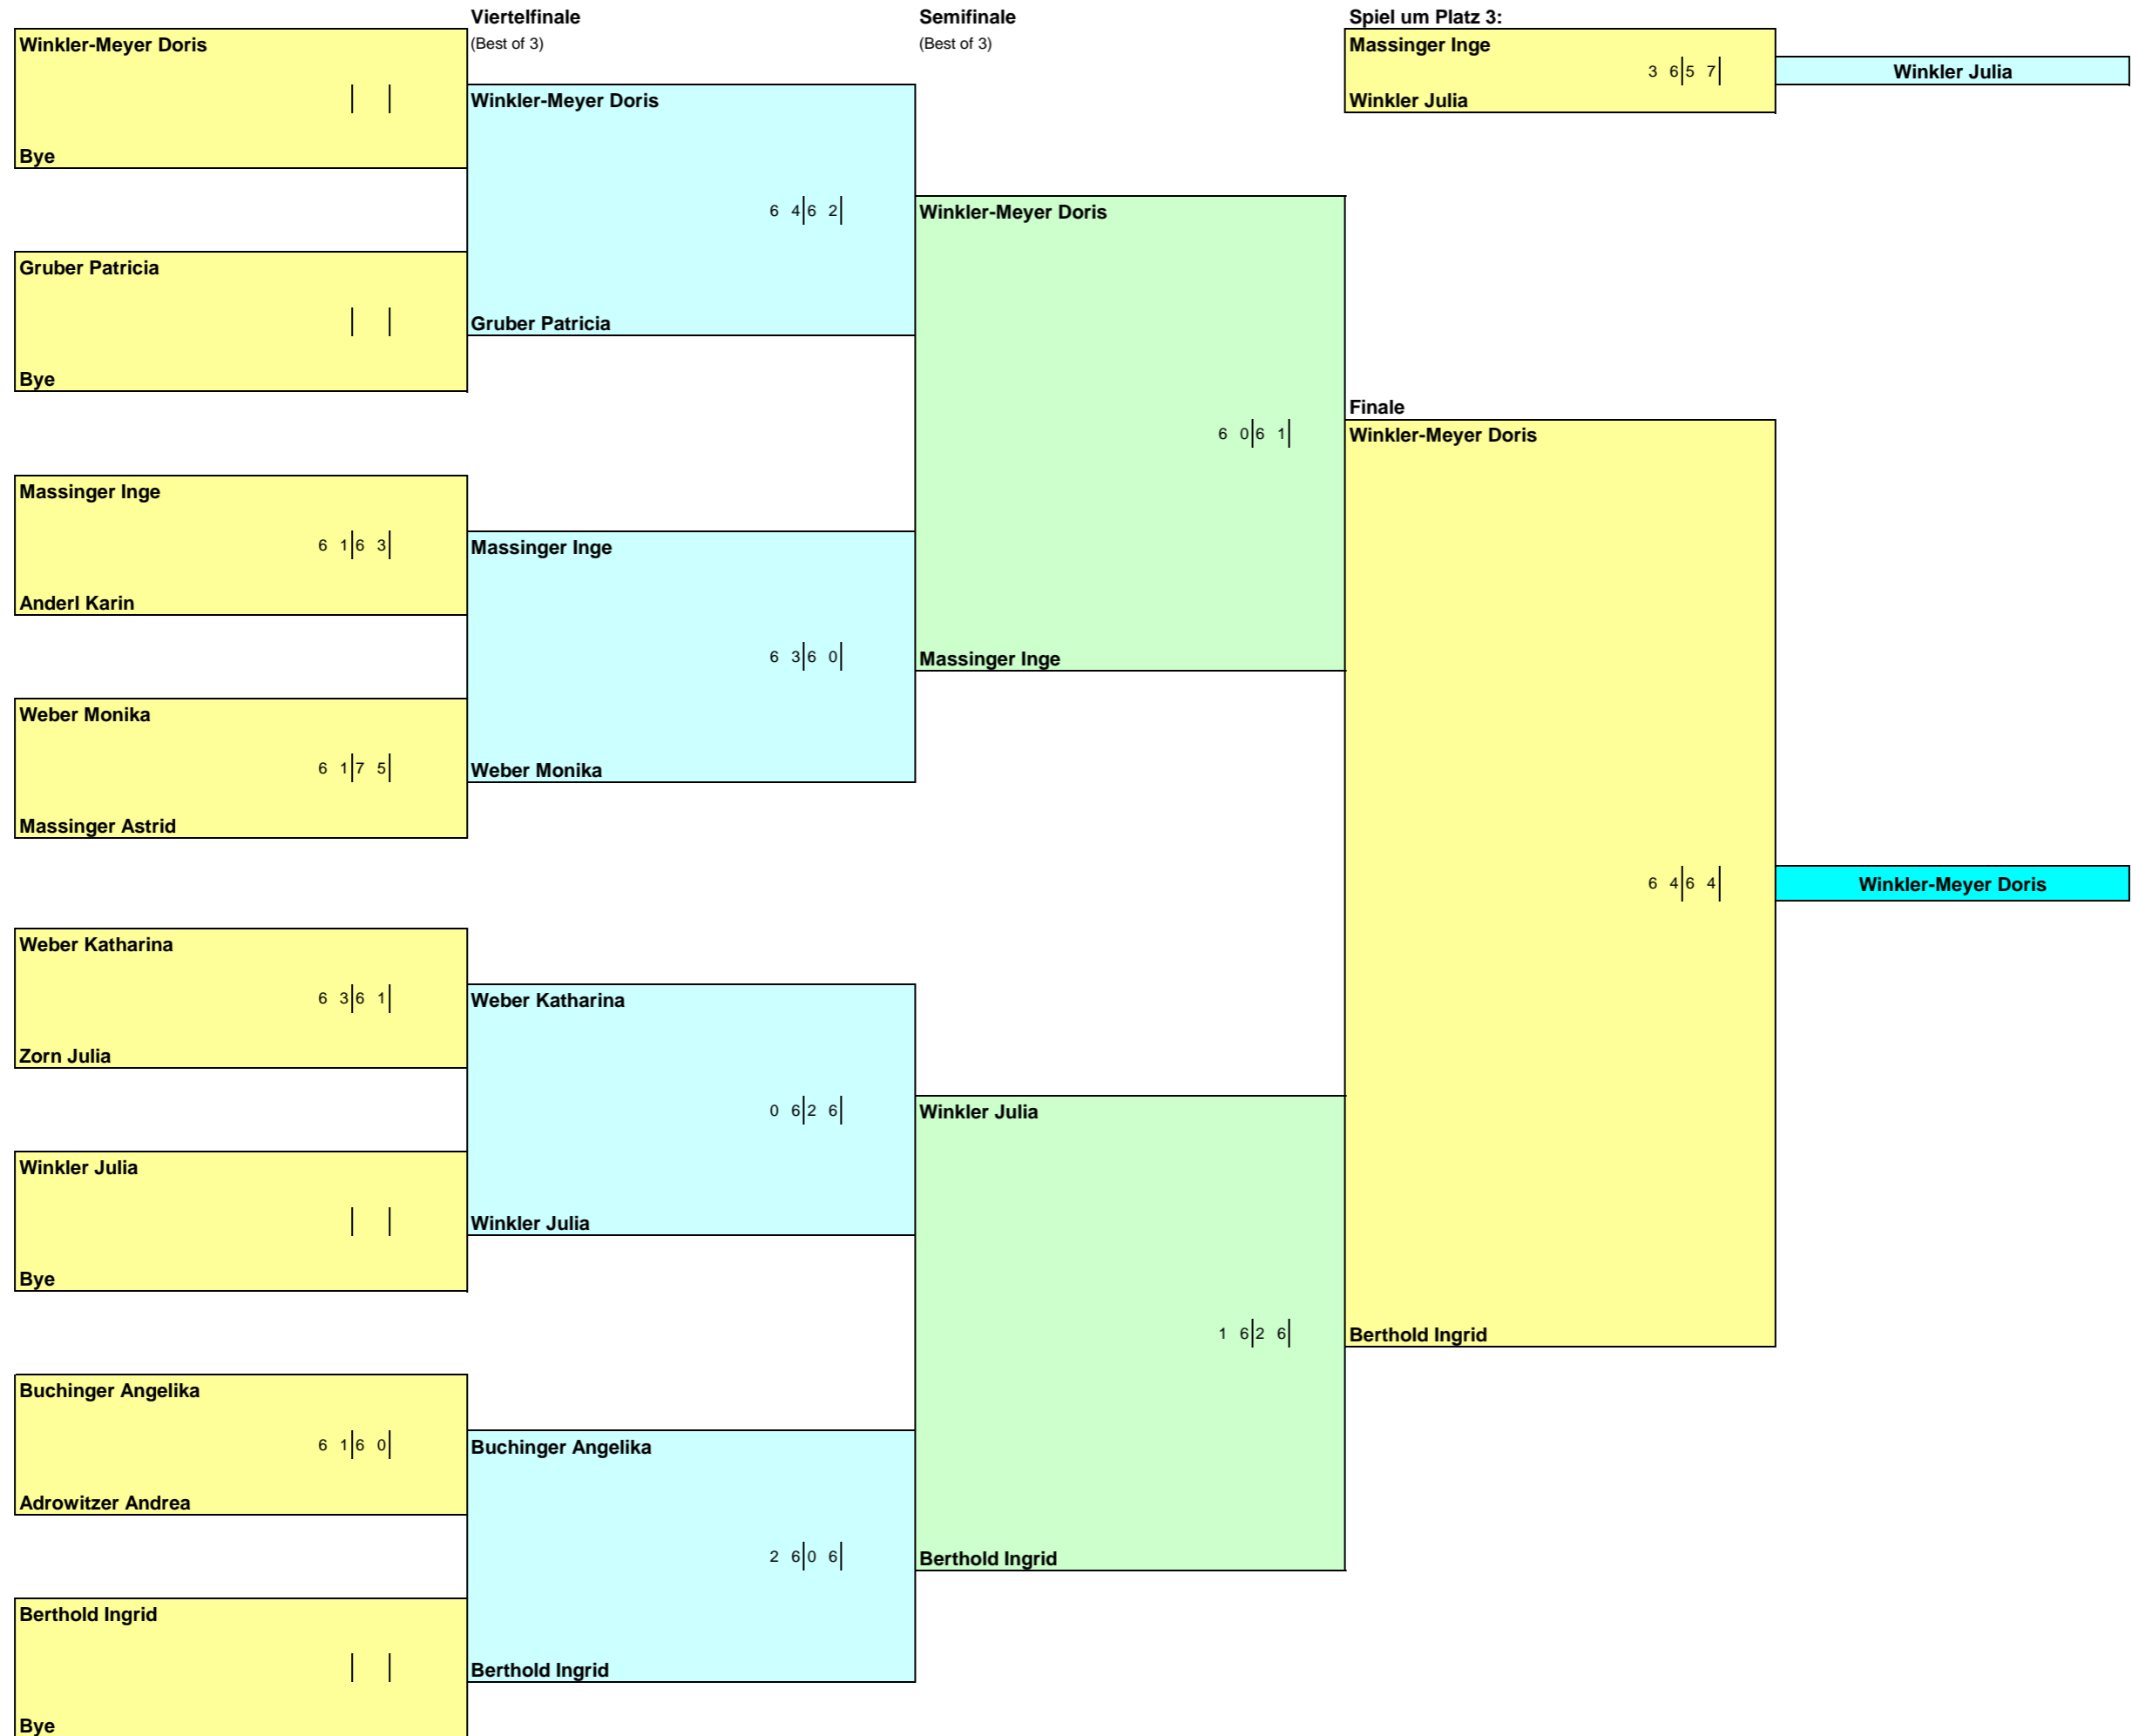 Viertelfinale Semifinale Spiel um Platz 3:
Winkler-Meyer Doris (Best of 3) (Best of 3) Massinger Inge
3 6 5 7 Winkler Julia
Winkler-Meyer Doris Winkler Julia
Bye
6 4 6 2 Winkler-Meyer Doris
Gruber Patricia
Gruber Patricia
Bye
Finale
6 0 6 1 Winkler-Meyer Doris
Massinger Inge
6 1 6 3 Massinger Inge
Anderl Karin
6 3 6 0 Massinger Inge
Weber Monika
6 1 7 5 Weber Monika
Massinger Astrid
6 4 6 4 Winkler-Meyer Doris
Weber Katharina
6 3 6 1 Weber Katharina
Zorn Julia
0 6 2 6 Winkler Julia
Winkler Julia
Winkler Julia
Bye
1 6 2 6 Berthold Ingrid
Buchinger Angelika
6 1 6 0 Buchinger Angelika
Adrowitzer Andrea
2 6 0 6 Berthold Ingrid
Berthold Ingrid
Berthold Ingrid
Bye